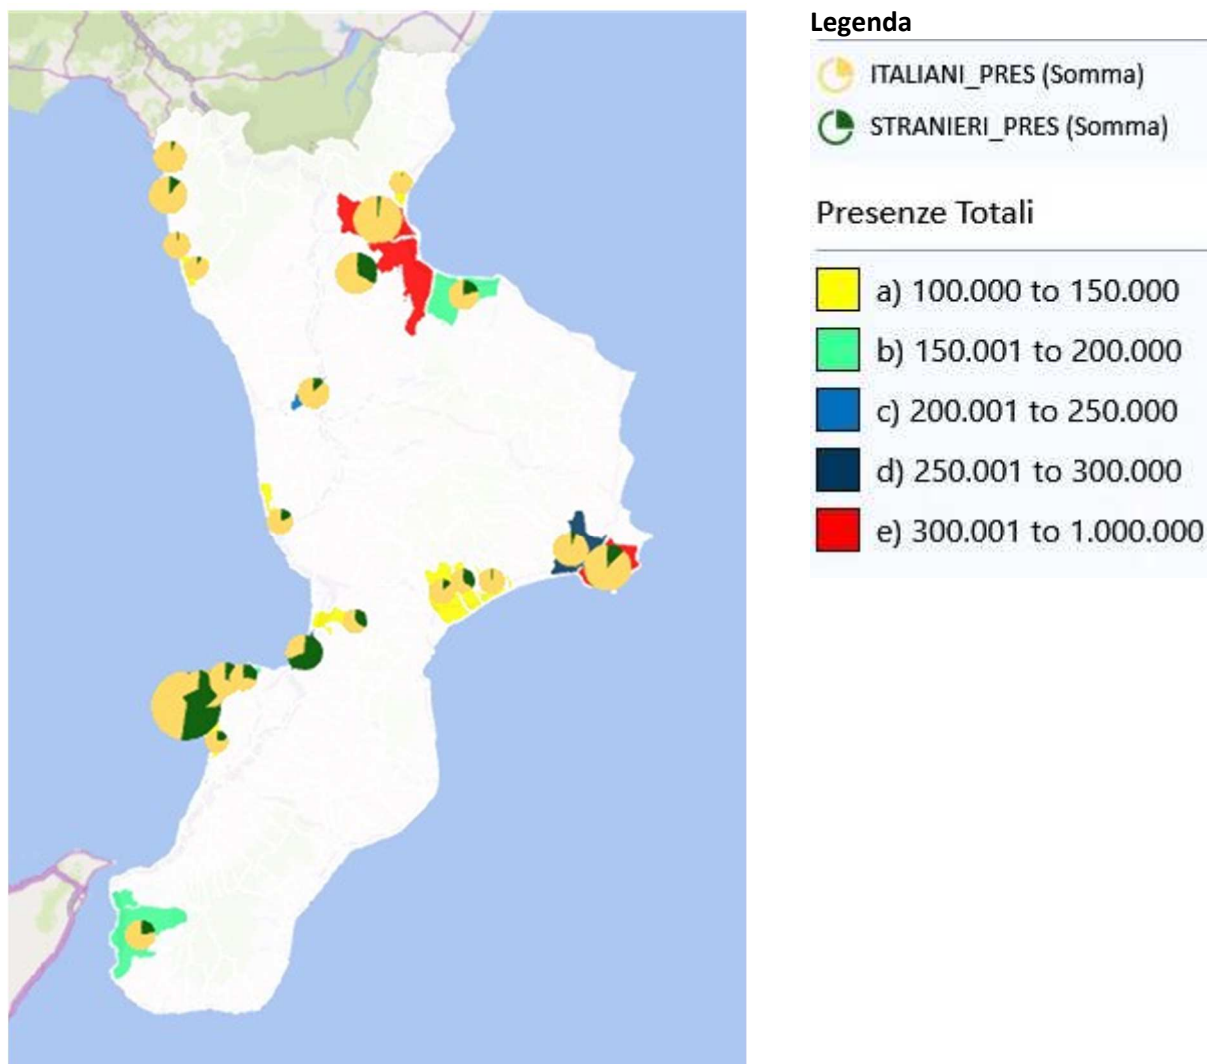 Legenda
ITALIANI_PRES (Somma)
STRANIERI_PRES (Somma)
Presenze Totali
a) 100.000 to 150.000
b) 150.001 to 200.000
c) 200.001 to 250.000
d) 250.001 to 300.000
e) 300.001 to 1.000.000